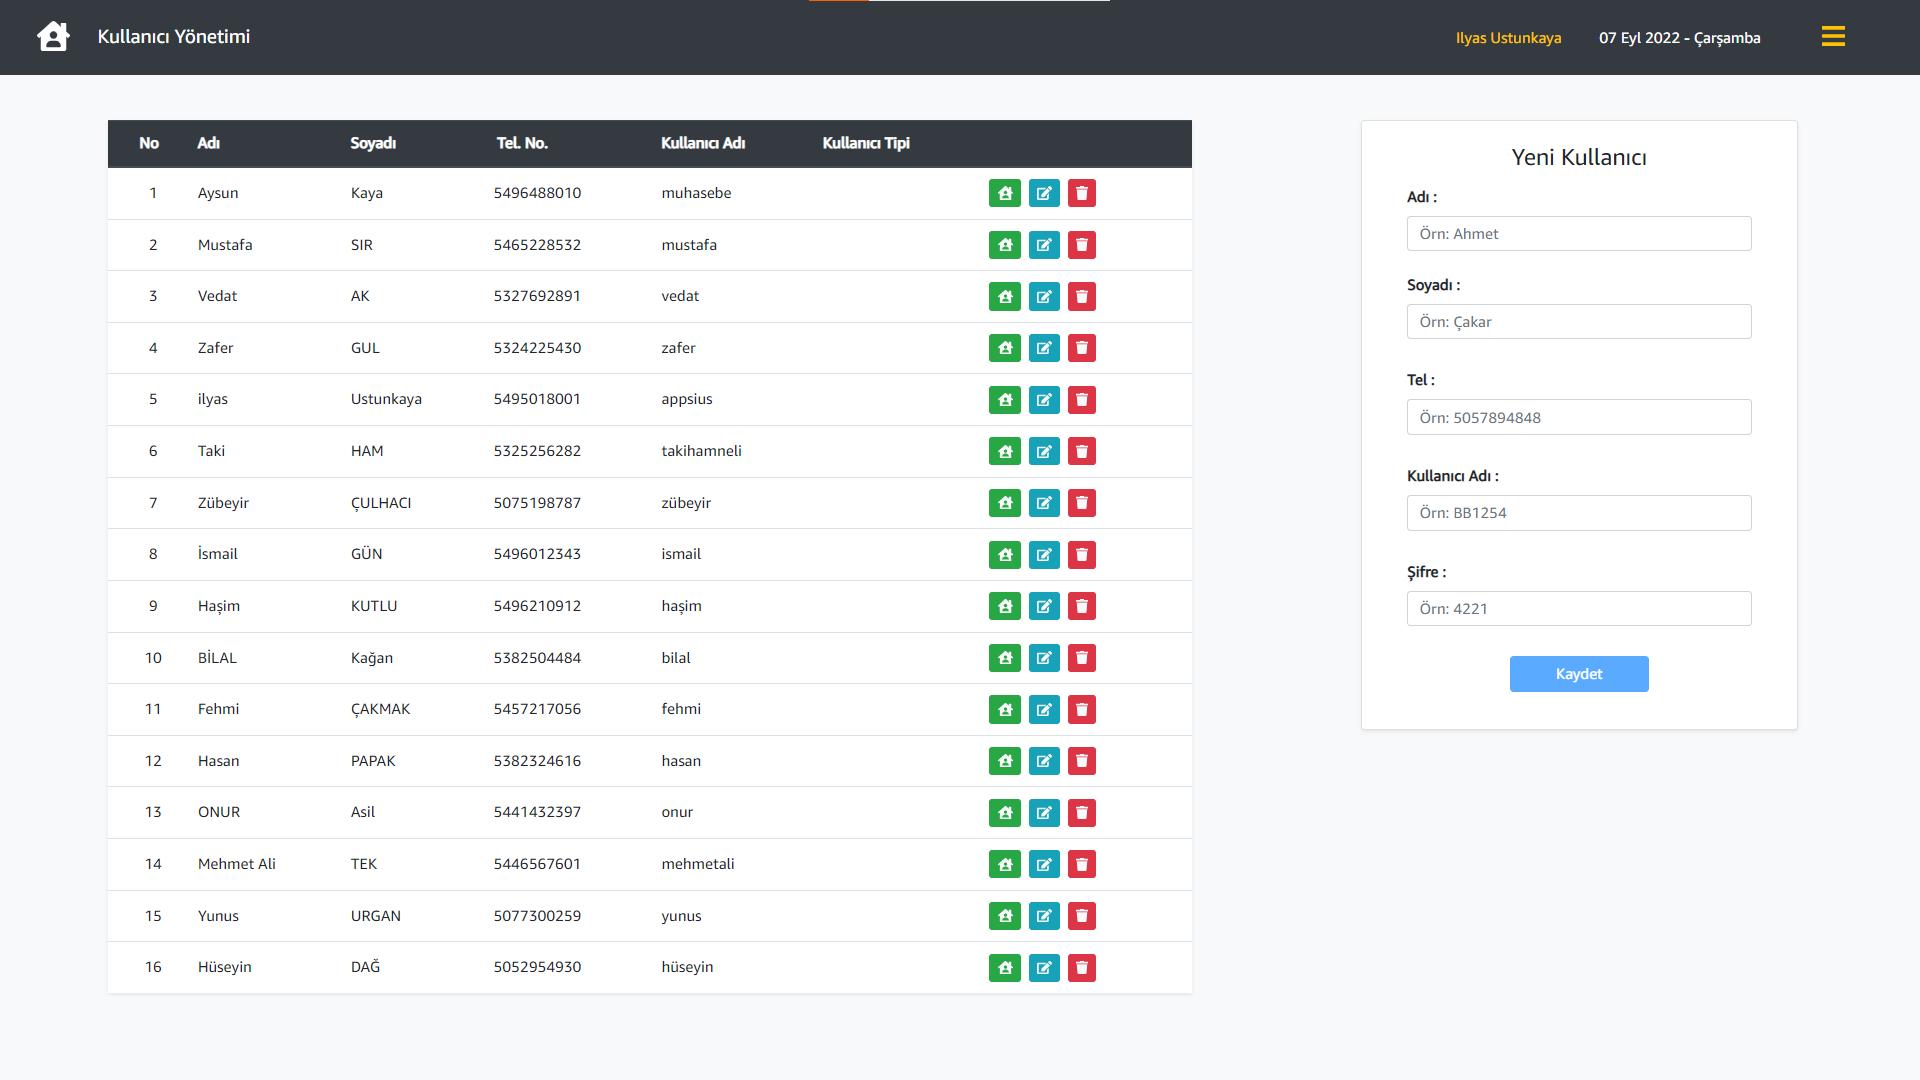 Kullanıcı Yönetimi
Ilyas Ustunkaya 07 Eyl 2022 - Çarşamba
No Adı Soyadı Tel. No. Kullanıcı Adı Kullanıcı Tipi
1 Aysun Kaya 5496488010 muhasebe
2 Mustafa SIR 5465228532 mustafa
3 Vedat AK 5327692891 vedat
4 Zafer GUL 5324225430 zafer
5 ilyas Ustunkaya 5495018001 appsius
6 Taki HAM 5325256282 takihamneli
7 Zübeyir ÇULHACI 5075198787 zübeyir
8 İsmail GÜN 5496012343 ismail
9 Haşim KUTLU 5496210912 haşim
10 BİLAL Kağan 5382504484 bilal
11 Fehmi ÇAKMAK 5457217056 fehmi
12 Hasan PAPAK 5382324616 hasan
13 ONUR Asil 5441432397 onur
14 Mehmet Ali TEK 5446567601 mehmetali
15 Yunus URGAN 5077300259 yunus
16 Hüseyin DAĞ 5052954930 hüseyin
Yeni Kullanıcı
Adı :
Örn: Ahmet
Soyadı :
Örn: Çakar
Tel :
Örn: 5057894848
Kullanıcı Adı :
Örn: BB1254
Şifre :
Örn: 4221
Kaydet